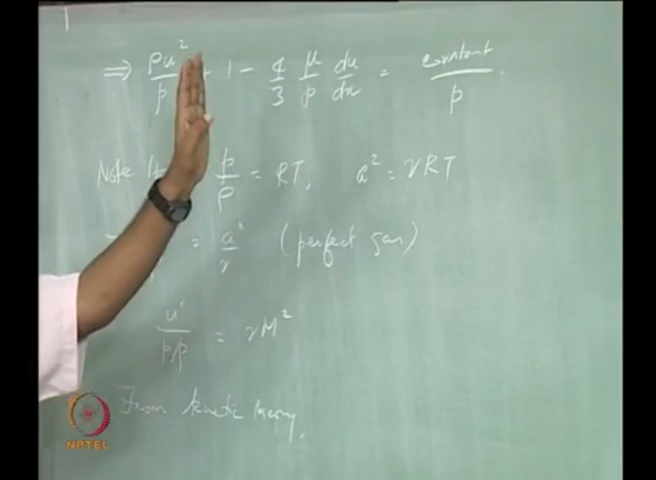 ⇒ ρu²/p + 1 − 4/3 μ/p du/dx = constant/p.
Note p/ρ = RT, a² = γRT
= a²/γ (perfect gas)
u²/p/ρ = γM²
From kinetic theory,
NPTEL